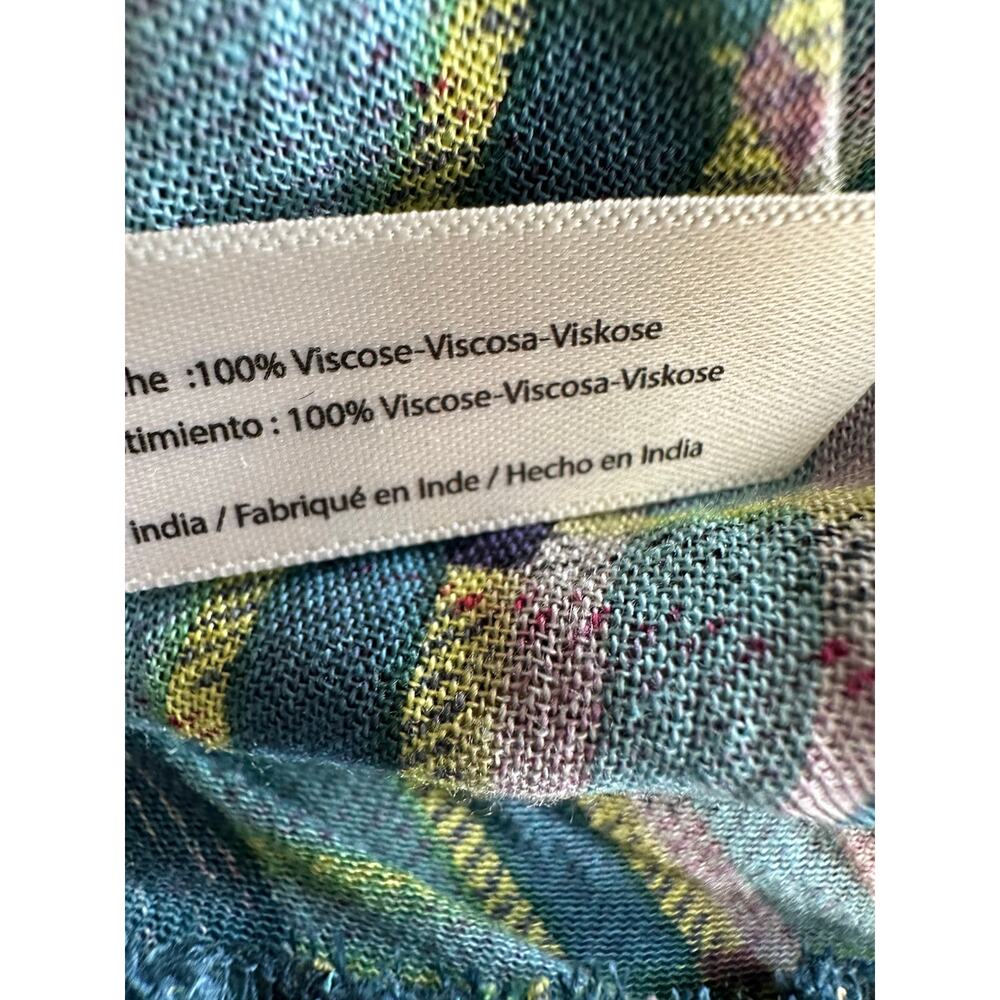 he :100% Viscose-Viscosa-Viskose
timiento : 100% Viscose-Viscosa-Viskose
india / Fabriqué en Inde / Hecho en India